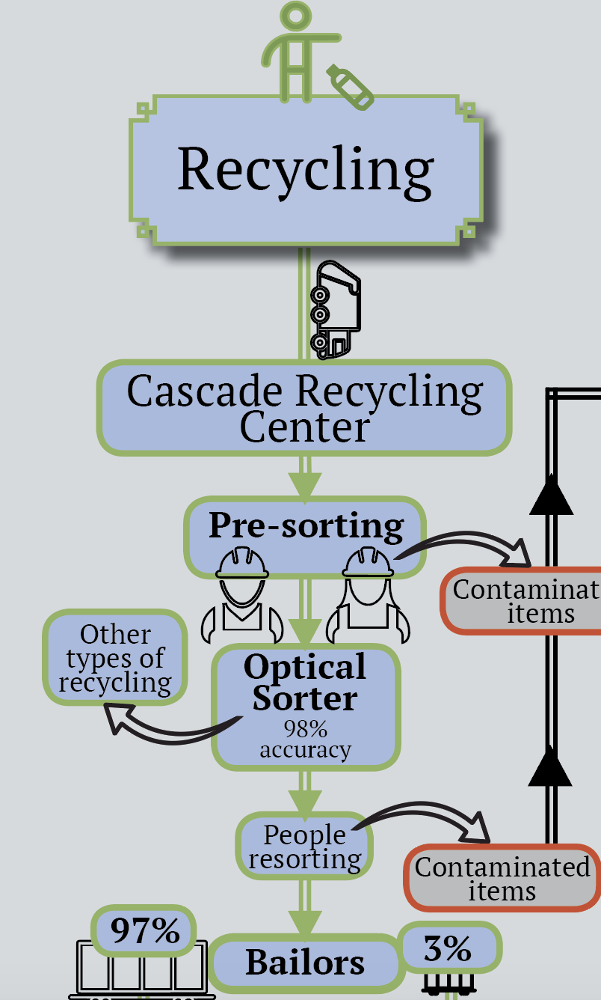 Recycling
Cascade Recycling
Center
Pre-sorting
Contaminat
items
Other
types of
recycling
Optical
Sorter
98%
accuracy
People
resorting
Contaminated
items
97%
Bailors
3%